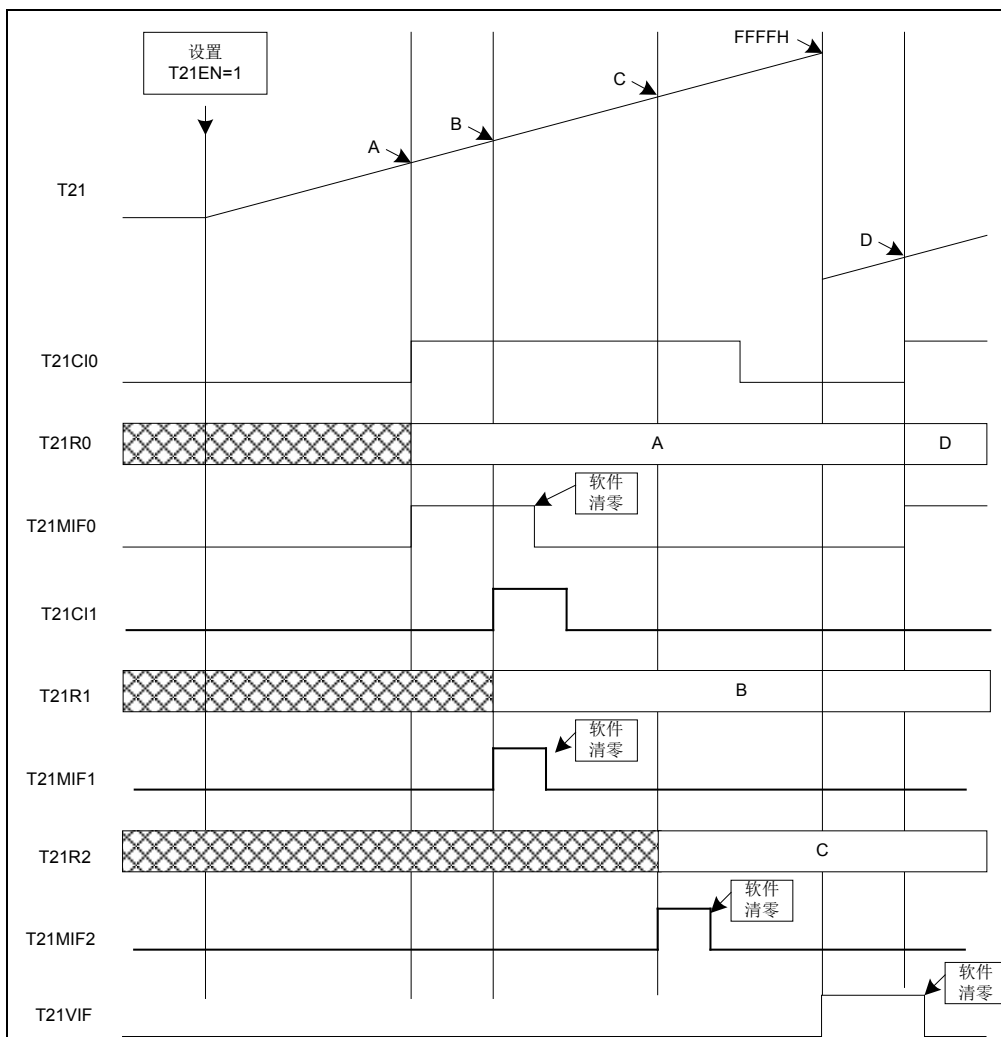 设置
T21EN=1
FFFFH
C
B
A
T21
D
T21CI0
T21R0
A
D
软件
清零
T21MIF0
T21CI1
T21R1
B
软件
清零
T21MIF1
T21R2
C
软件
清零
T21MIF2
软件
清零
T21VIF